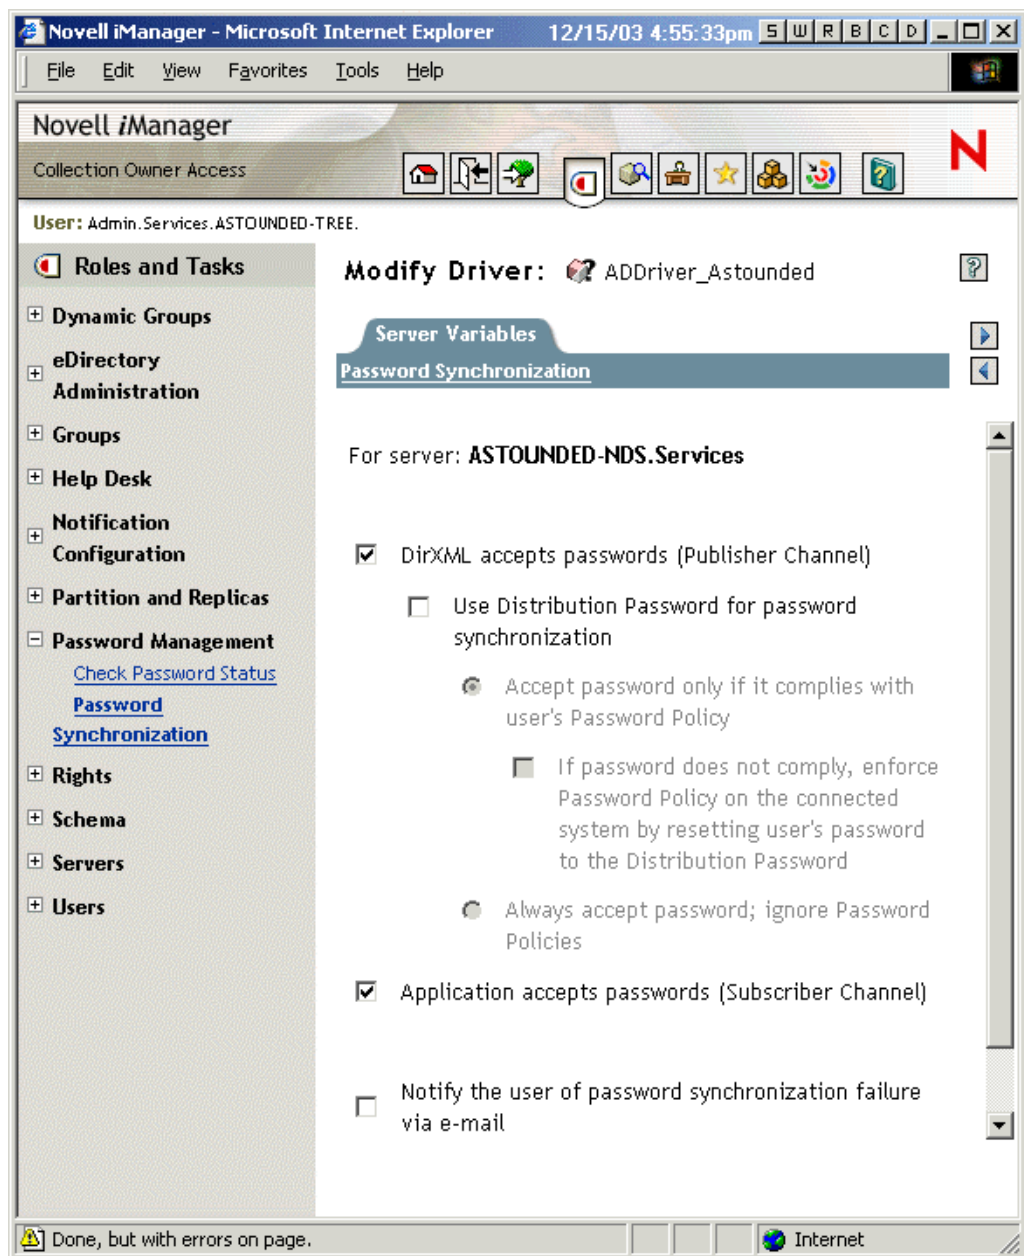 Novell iManager - Microsoft Internet Explorer 12/15/03 4:55:33pm S W R B C D
File Edit View Favorites Tools Help
Novell iManager
Collection Owner Access
N
User: Admin.Services.ASTOUNDED-TREE.
Roles and Tasks
Dynamic Groups
eDirectory
Administration
Groups
Help Desk
Notification
Configuration
Partition and Replicas
Password Management
Check Password Status
Password
Synchronization
Rights
Schema
Servers
Users
Modify Driver: ADDriver_Astounded
Server Variables
Password Synchronization
For server: ASTOUNDED-NDS.Services
DirXML accepts passwords (Publisher Channel)
Use Distribution Password for password
synchronization
Accept password only if it complies with
user's Password Policy
If password does not comply, enforce
Password Policy on the connected
system by resetting user's password
to the Distribution Password
Always accept password; ignore Password
Policies
Application accepts passwords (Subscriber Channel)
Notify the user of password synchronization failure
via e-mail
Done, but with errors on page.
Internet